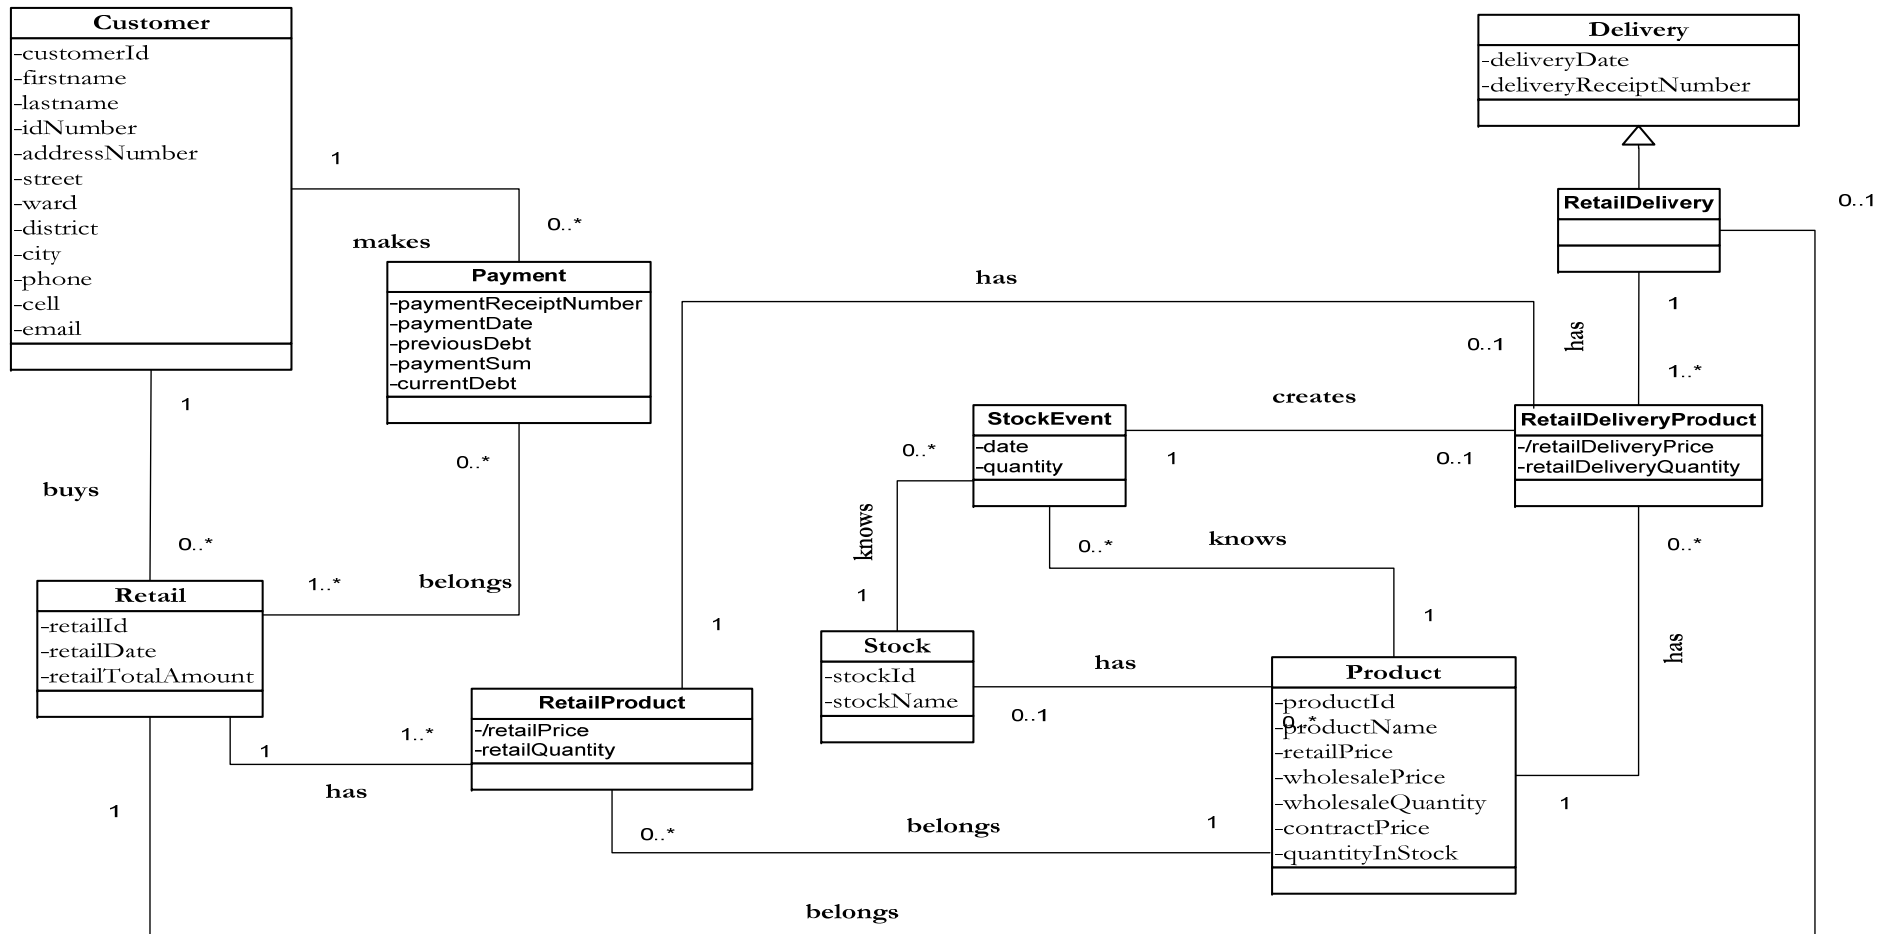 Customer
-customerId
-firstname
-lastname
-idNumber
-addressNumber
-street
-ward
-district
-city
-phone
-cell
-email
1
makes
0..*
Payment
-paymentReceiptNumber
-paymentDate
-previousDebt
-paymentSum
-currentDebt
1
buys
0..*
0..*
belongs
1..*
Retail
-retailId
-retailDate
-retailTotalAmount
1
has
1..*
RetailProduct
-/retailPrice
-retailQuantity
1
has
0..1
Delivery
-deliveryDate
-deliveryReceiptNumber
RetailDelivery
0..1
1
has
1..*
RetailDeliveryProduct
-/retailDeliveryPrice
-retailDeliveryQuantity
creates
0..1
1
StockEvent
-date
-quantity
0..*
knows
1
0..*
knows
1
Stock
-stockId
-stockName
has
0..1
0..*
Product
-productId
-productName
-retailPrice
-wholesalePrice
-wholesaleQuantity
-contractPrice
-quantityInStock
0..*
has
1
0..*
belongs
1
1
belongs